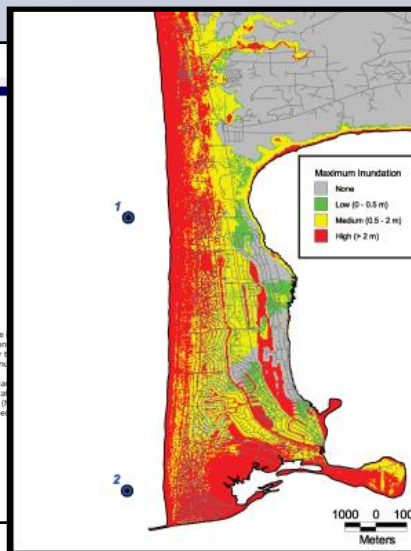 1
Maximum Inundation
None
Low (0 - 0.5 m)
Medium (0.5 - 2 m)
High (> 2 m)
2
1000 0 100
Meters